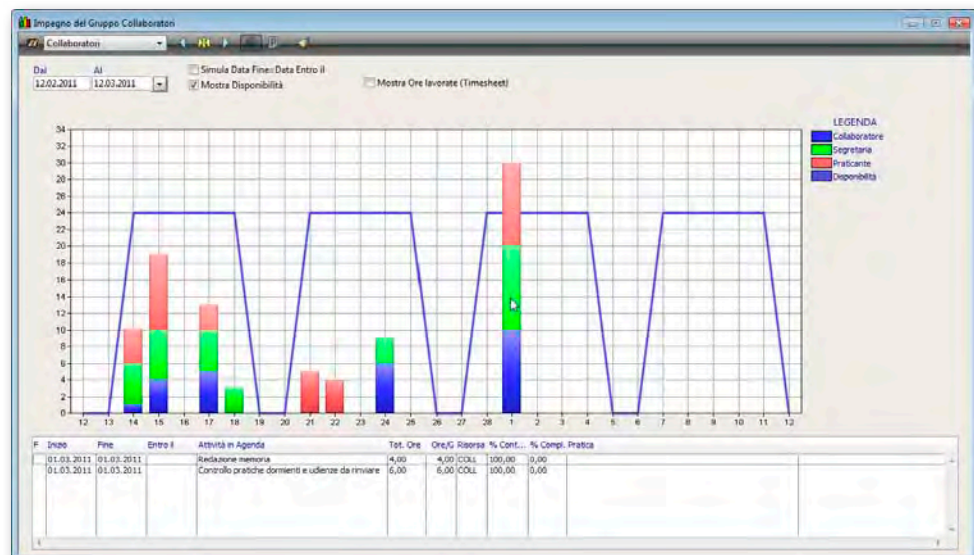 Impegno del Gruppo Collaboratori
Collaboratori
Dal Al
12.02.2011 12.03.2011
Simula Data Fine=Data Entro il
Mostra Disponibilità
Mostra Ore lavorate (Timesheet)
LEGENDA
Collaboratore
Segretaria
Praticante
Disponibilità
34
32
30
28
26
24
22
20
18
16
14
12
10
8
6
4
2
0
12 13 14 15 16 17 18 19 20 21 22 23 24 25 26 27 28 1 2 3 4 5 6 7 8 9 10 11 12
F Inizio Fine Entro il Attività in Agenda Tot. Ore Ore/G Risorsa % Cont... % Compl. Pratica
01.03.2011 01.03.2011 Redazione memoria 4,00 4,00 COLL 100,00 0,00
01.03.2011 01.03.2011 Controllo pratiche dormienti e udienze da rinviare 6,00 6,00 COLL 100,00 0,00